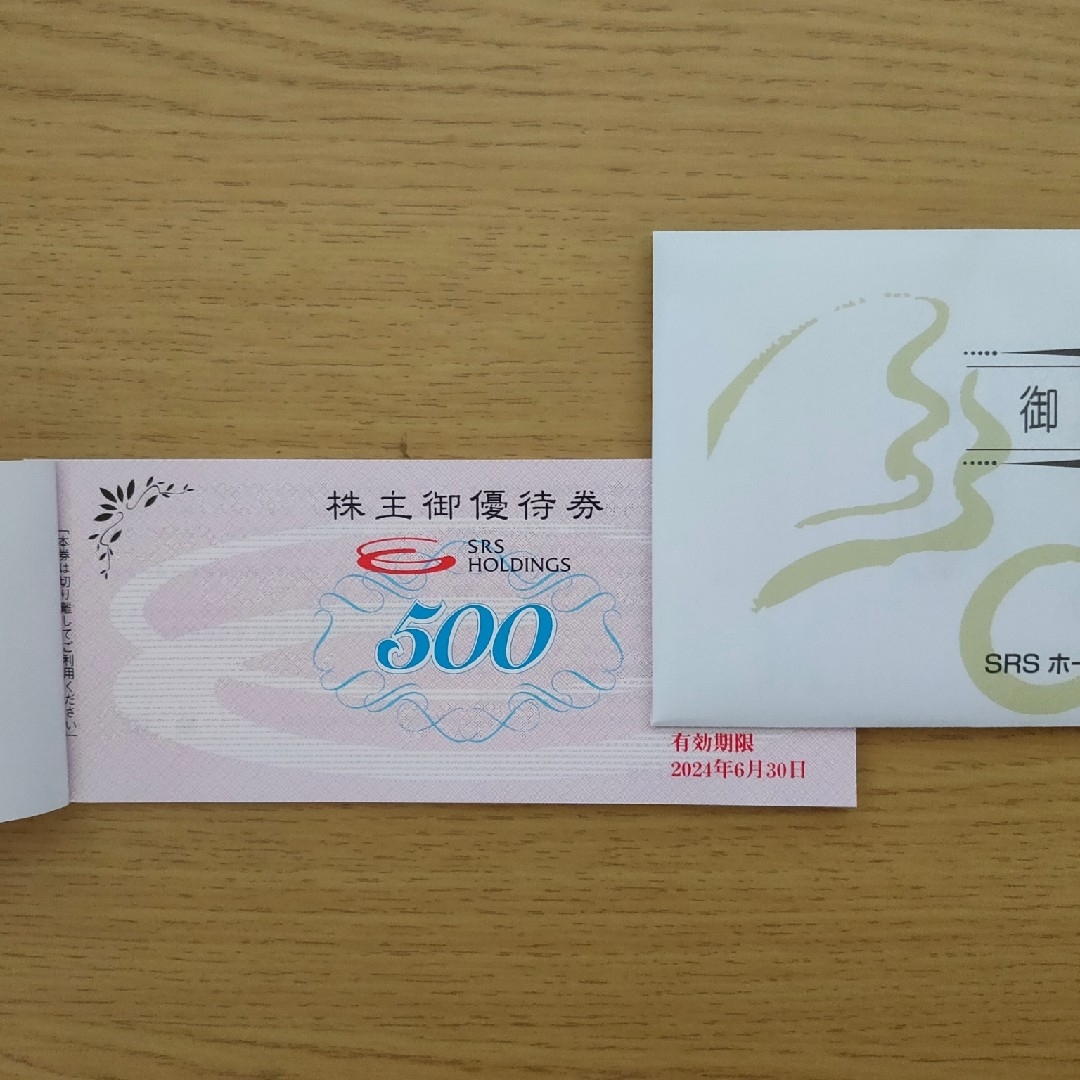 株主御優待券
SRS
HOLDINGS
500
[本券は切り離してご利用ください]
有効期限
2024年6月30日
御
SRS ホー